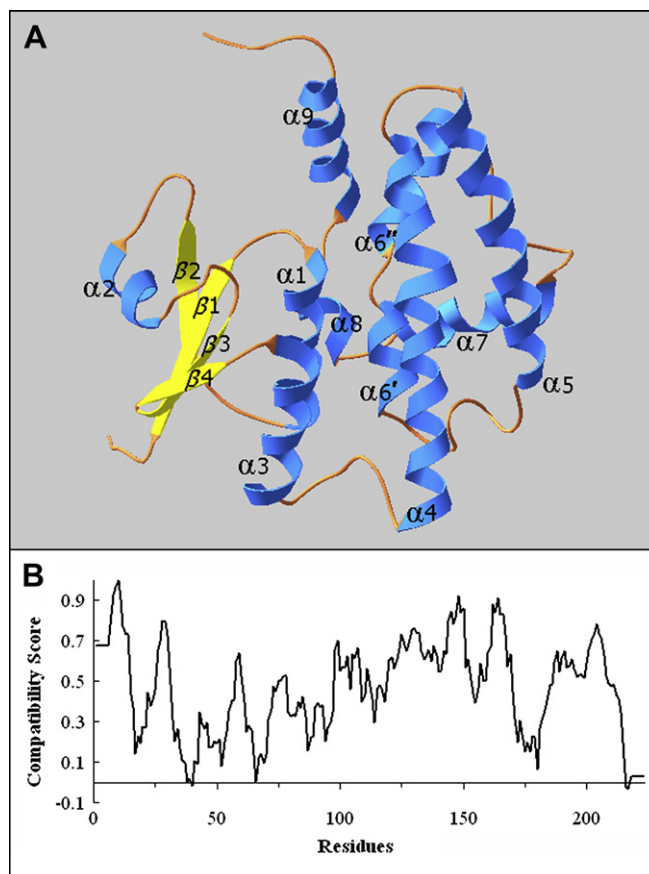 A
α9
α6″
α2
β2
α1
β1
α8
β3
α7
β4
α6′
α5
α3
α4
B
Compatibility Score
0.9
0.7
0.5
0.3
0.1
-0.1
0 50 100 150 200
Residues